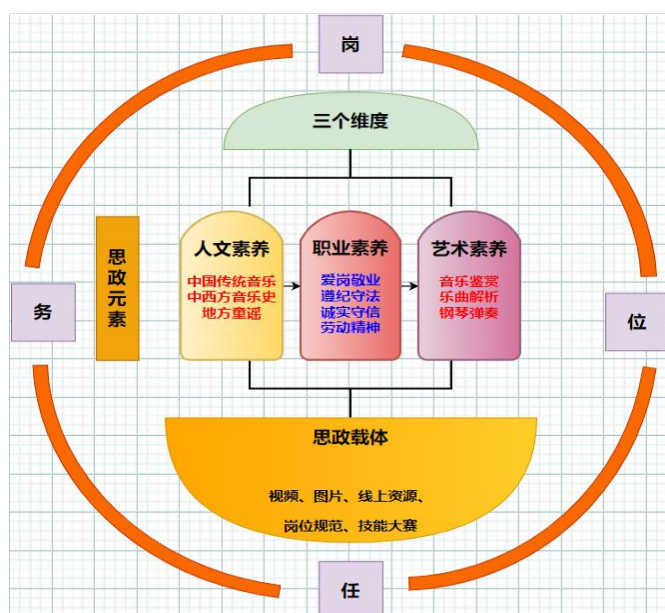 岗
三个维度
思政元素
人文素养
中国传统音乐
中西方音乐史
地方童谣
职业素养
爱岗敬业
遵纪守法
诚实守信
劳动精神
艺术素养
音乐鉴赏
乐曲解析
钢琴弹奏
务
位
思政载体
视频、图片、线上资源、
岗位规范、技能大赛
任